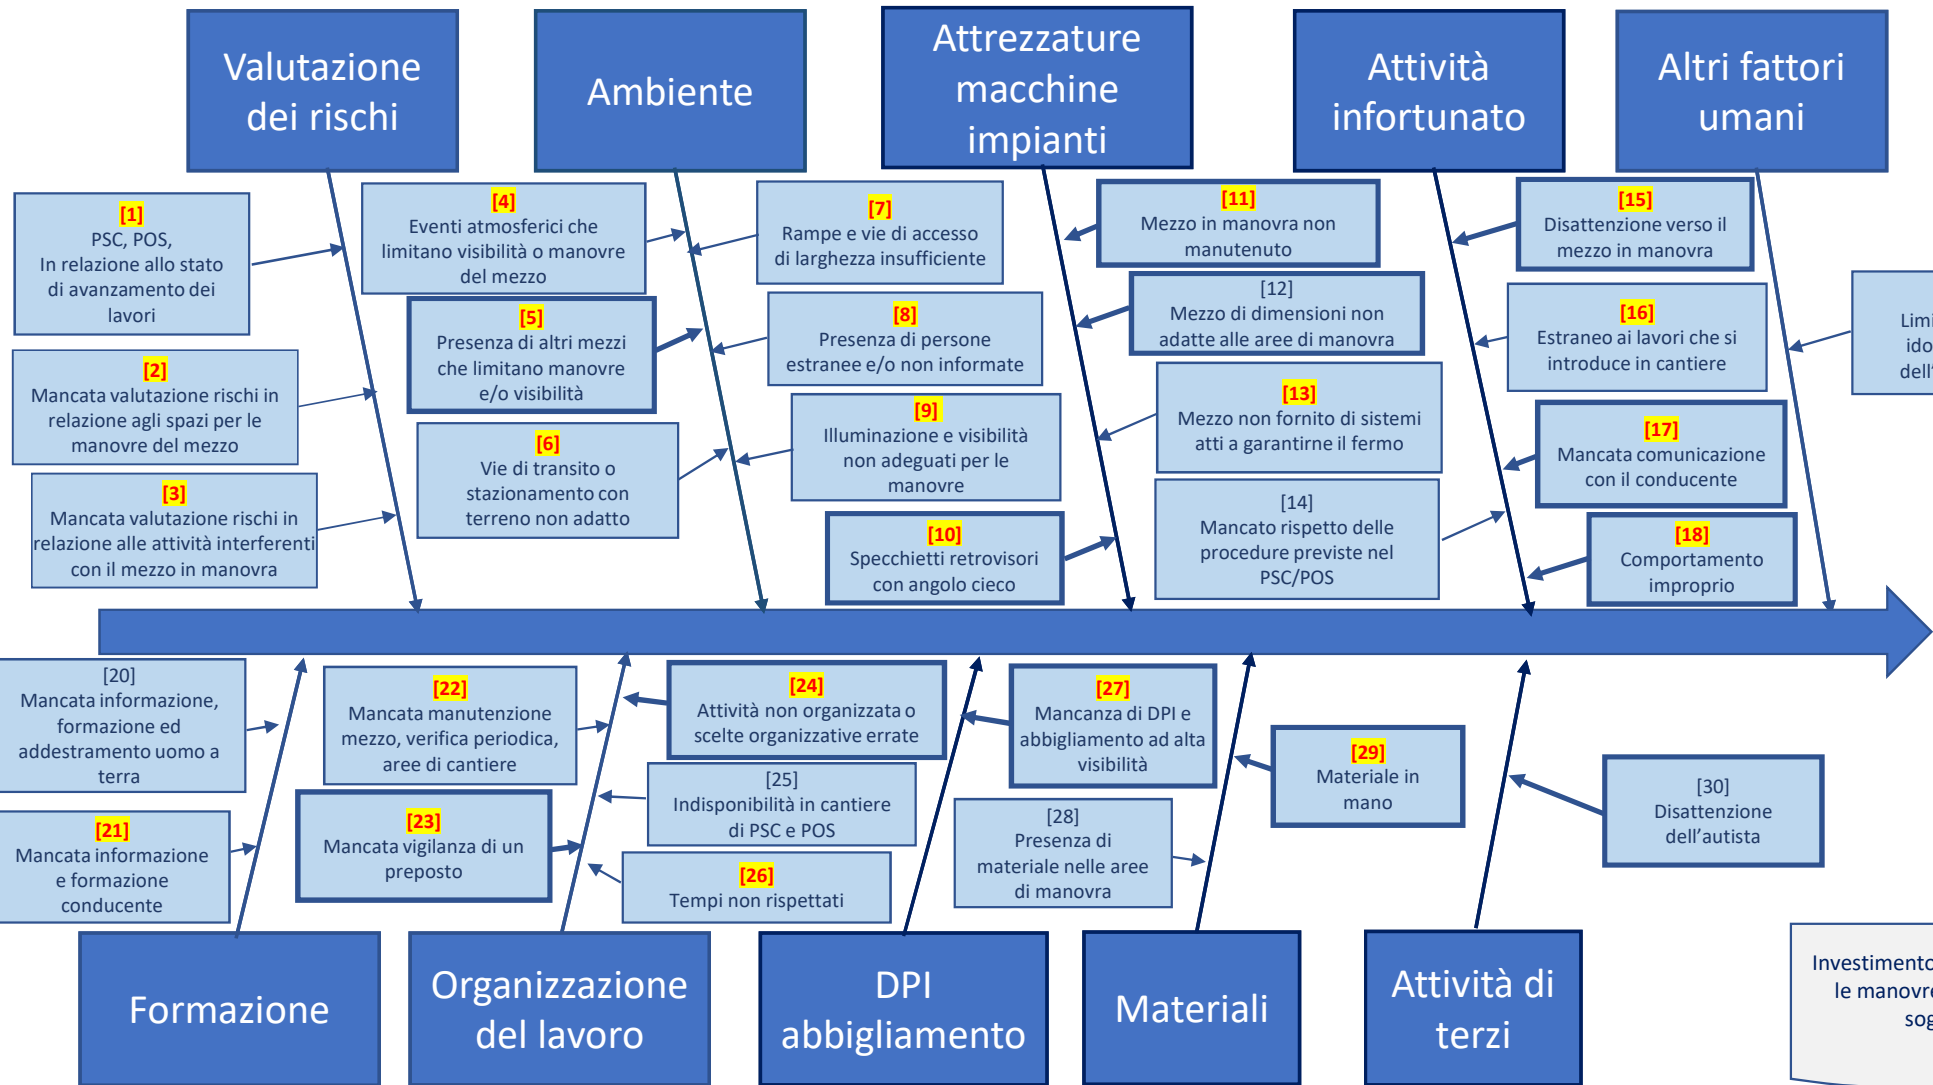 Valutazione
dei rischi
Ambiente
Attrezzature
macchine
impianti
Attività
infortunato
Altri fattori
umani
[1]
PSC, POS,
In relazione allo stato
di avanzamento dei
lavori
[2]
Mancata valutazione rischi in
relazione agli spazi per le
manovre del mezzo
[3]
Mancata valutazione rischi in
relazione alle attività interferenti
con il mezzo in manovra
[4]
Eventi atmosferici che
limitano visibilità o manovre
del mezzo
[5]
Presenza di altri mezzi
che limitano manovre
e/o visibilità
[6]
Vie di transito o
stazionamento con
terreno non adatto
[7]
Rampe e vie di accesso
di larghezza insufficiente
[8]
Presenza di persone
estranee e/o non informate
[9]
Illuminazione e visibilità
non adeguati per le
manovre
[10]
Specchietti retrovisori
con angolo cieco
[11]
Mezzo in manovra non
manutenuto
[12]
Mezzo di dimensioni non
adatte alle aree di manovra
[13]
Mezzo non fornito di sistemi
atti a garantirne il fermo
[14]
Mancato rispetto delle
procedure previste nel
PSC/POS
[15]
Disattenzione verso il
mezzo in manovra
[16]
Estraneo ai lavori che si
introduce in cantiere
[17]
Mancata comunicazione
con il conducente
[18]
Comportamento
improprio
Limi
ido
dell'
[20]
Mancata informazione,
formazione ed
addestramento uomo a
terra
[21]
Mancata informazione
e formazione
conducente
[22]
Mancata manutenzione
mezzo, verifica periodica,
aree di cantiere
[23]
Mancata vigilanza di un
preposto
[24]
Attività non organizzata o
scelte organizzative errate
[25]
Indisponibilità in cantiere
di PSC e POS
[26]
Tempi non rispettati
[27]
Mancanza di DPI e
abbigliamento ad alta
visibilità
[28]
Presenza di
materiale nelle aree
di manovra
[29]
Materiale in
mano
[30]
Disattenzione
dell'autista
Formazione
Organizzazione
del lavoro
DPI
abbigliamento
Materiali
Attività di
terzi
Investimento
le manovre
sog